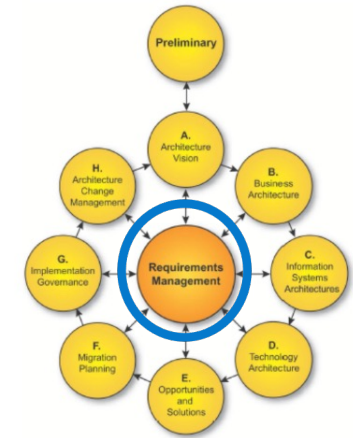 Preliminary
A.
Architecture
Vision
B.
Business
Architecture
C.
Information
Systems
Architectures
D.
Technology
Architecture
E.
Opportunities
and
Solutions
F.
Migration
Planning
G.
Implementation
Governance
H.
Architecture
Change
Management
Requirements
Management